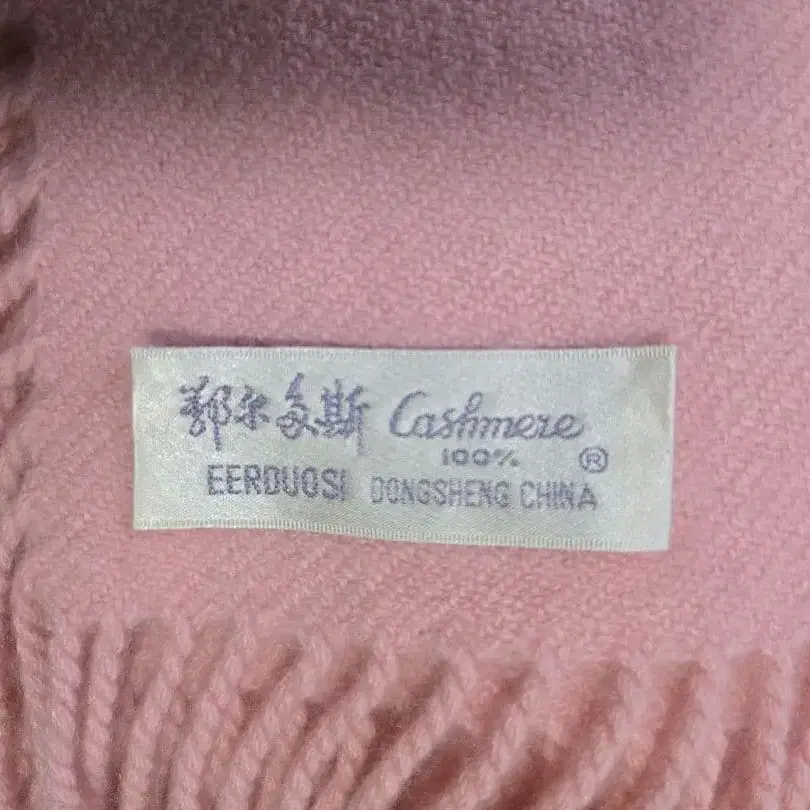 鄂尔多斯 Cashmere
100% ®
EERDUOSI DONGSHENG CHINA